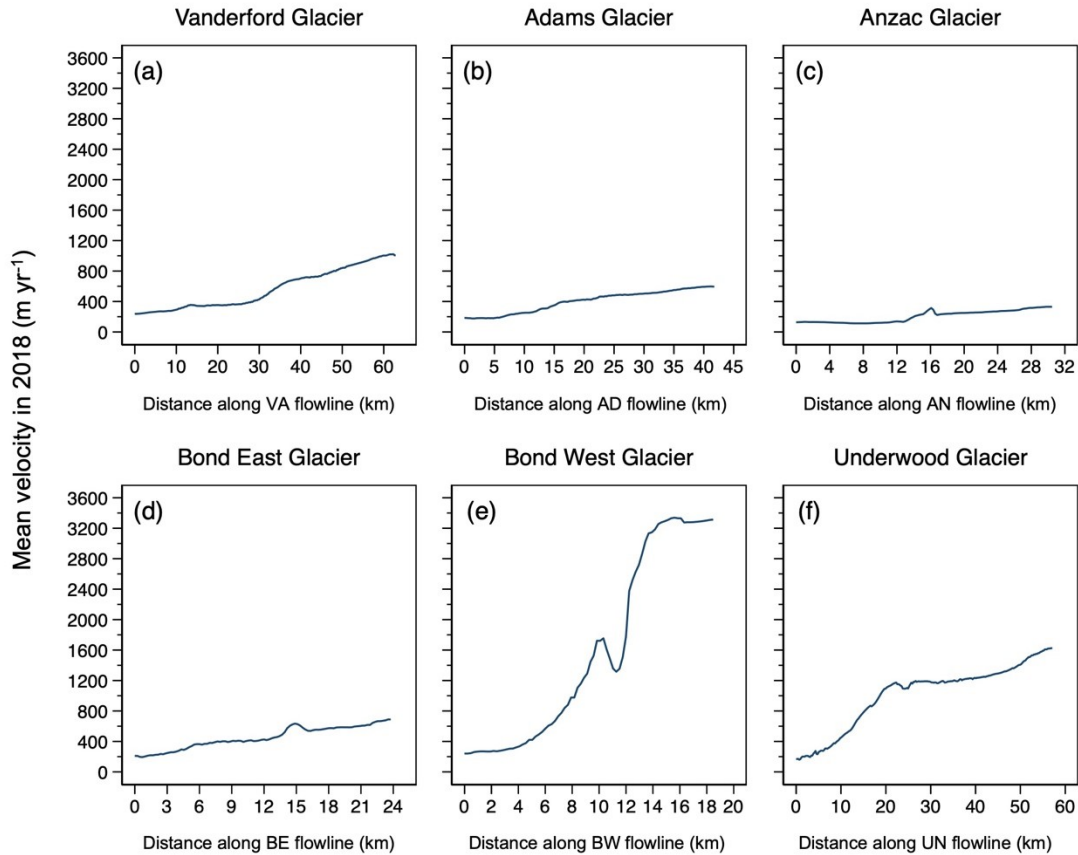 Vanderford Glacier
Adams Glacier
Anzac Glacier
(a)
(b)
(c)
3600
3200
2800
2400
2000
1600
1200
800
400
0
0 10 20 30 40 50 60
0 5 10 15 20 25 30 35 40 45
0 4 8 12 16 20 24 28 32
Distance along VA flowline (km)
Distance along AD flowline (km)
Distance along AN flowline (km)
Mean velocity in 2018 (m yr⁻¹)
Bond East Glacier
Bond West Glacier
Underwood Glacier
(d)
(e)
(f)
3600
3200
2800
2400
2000
1600
1200
800
400
0
0 3 6 9 12 15 18 21 24
0 2 4 6 8 10 12 14 16 18 20
0 10 20 30 40 50 60
Distance along BE flowline (km)
Distance along BW flowline (km)
Distance along UN flowline (km)